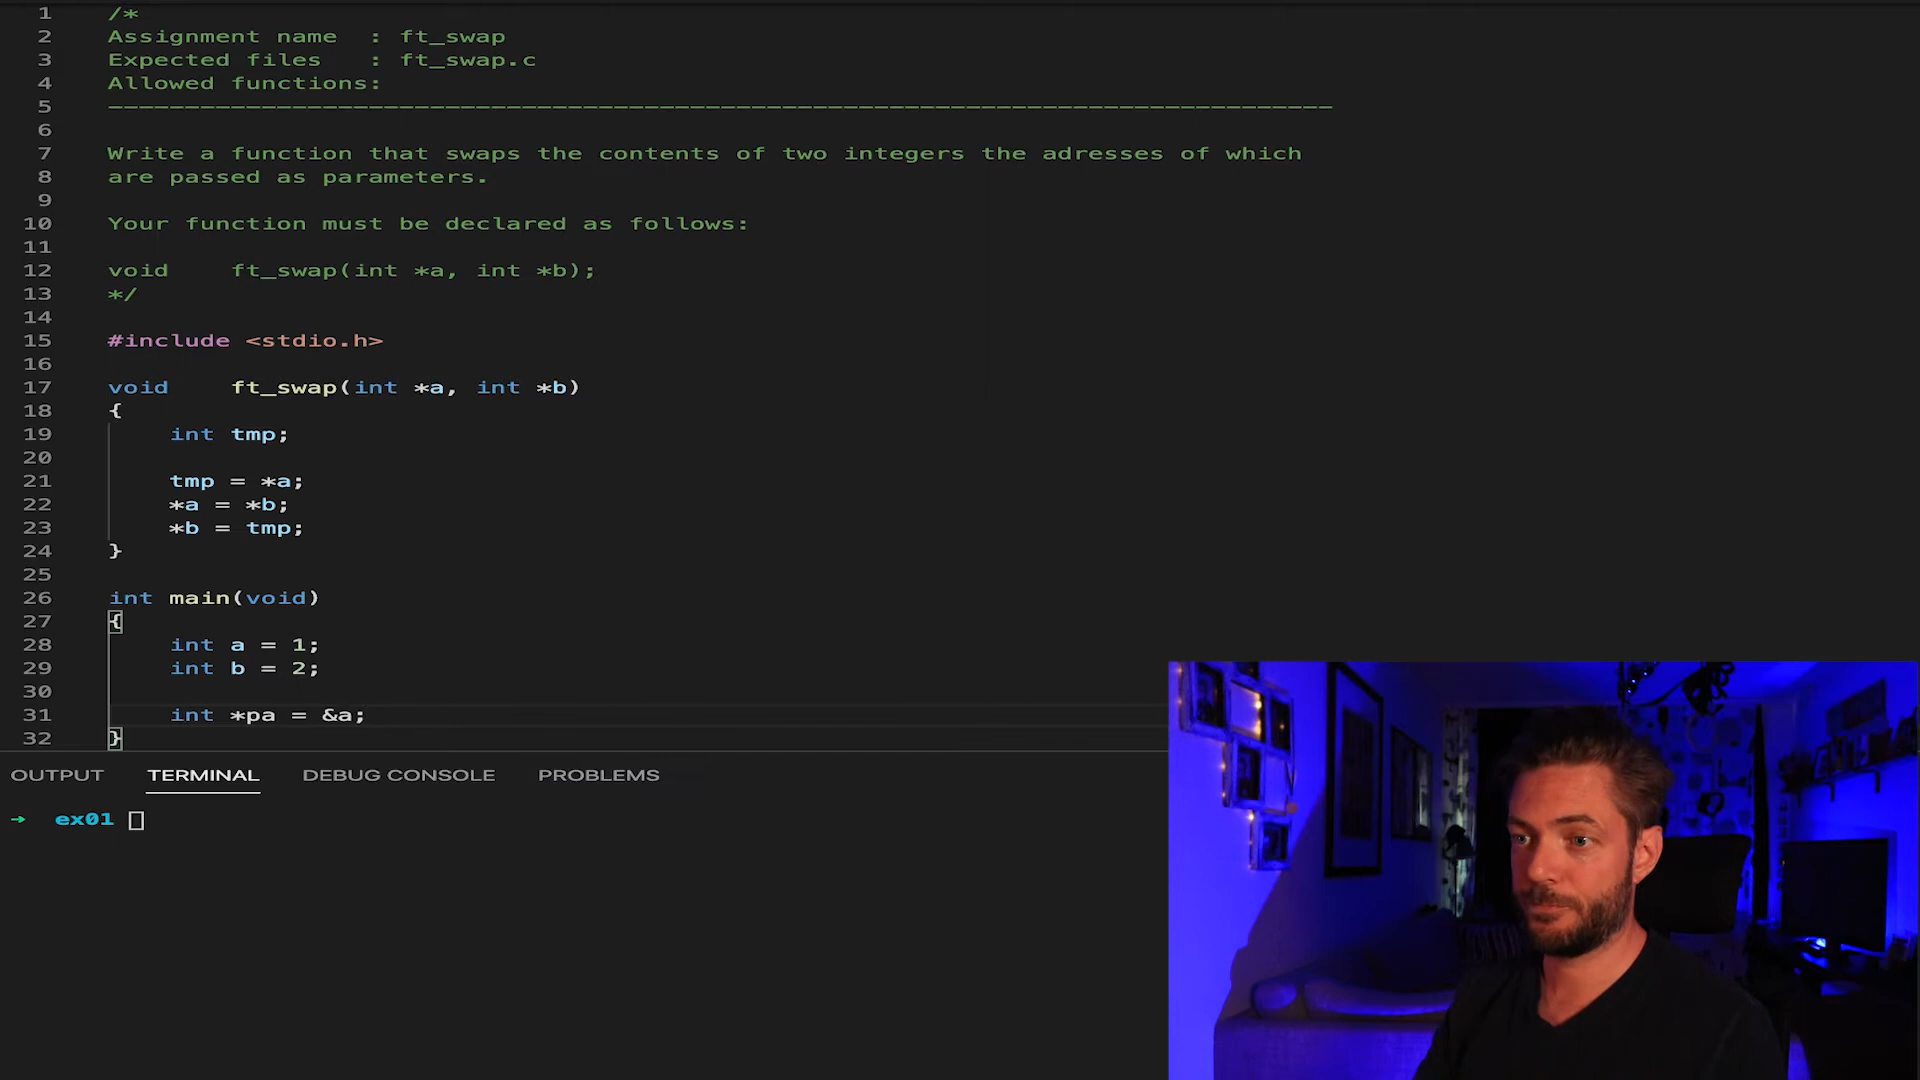 1 /*
2 Assignment name  : ft_swap
3 Expected files   : ft_swap.c
4 Allowed functions:
5 --------------------------------------------------------------------------------
6
7 Write a function that swaps the contents of two integers the adresses of which
8 are passed as parameters.
9
10 Your function must be declared as follows:
11
12 void    ft_swap(int *a, int *b);
13 */
14
15 #include <stdio.h>
16
17 void    ft_swap(int *a, int *b)
18 {
19     int tmp;
20
21     tmp = *a;
22     *a = *b;
23     *b = tmp;
24 }
25
26 int main(void)
27 {
28     int a = 1;
29     int b = 2;
30
31     int *pa = &a;
32 }
OUTPUT TERMINAL DEBUG CONSOLE PROBLEMS
→ ex01